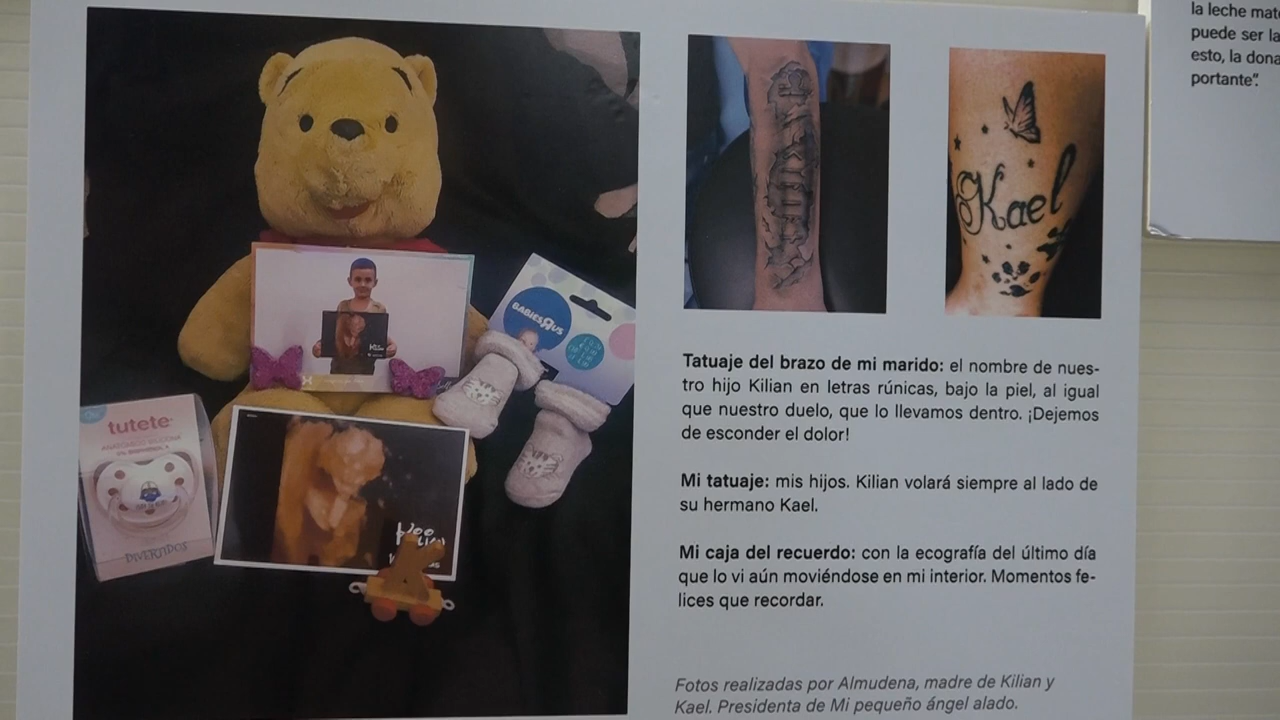 la leche
puede ser la
esto, la
portante".
BABIES"R"US
tutete
DIVERTIDOS
Kael
Tatuaje del brazo de mi marido: el nombre de nues-
tro hijo Kilian en letras rúnicas, bajo la piel, al igual
que nuestro duelo, que lo llevamos dentro. ¡Dejemos
de esconder el dolor!
Mi tatuaje: mis hijos. Kilian volará siempre al lado de
su hermano Kael.
Mi caja del recuerdo: con la ecografía del último día
que lo vi aún moviéndose en mi interior. Momentos fe-
lices que recordar.
Fotos realizadas por Almudena, madre de Kilian y
Kael. Presidenta de Mi pequeño ángel alado.